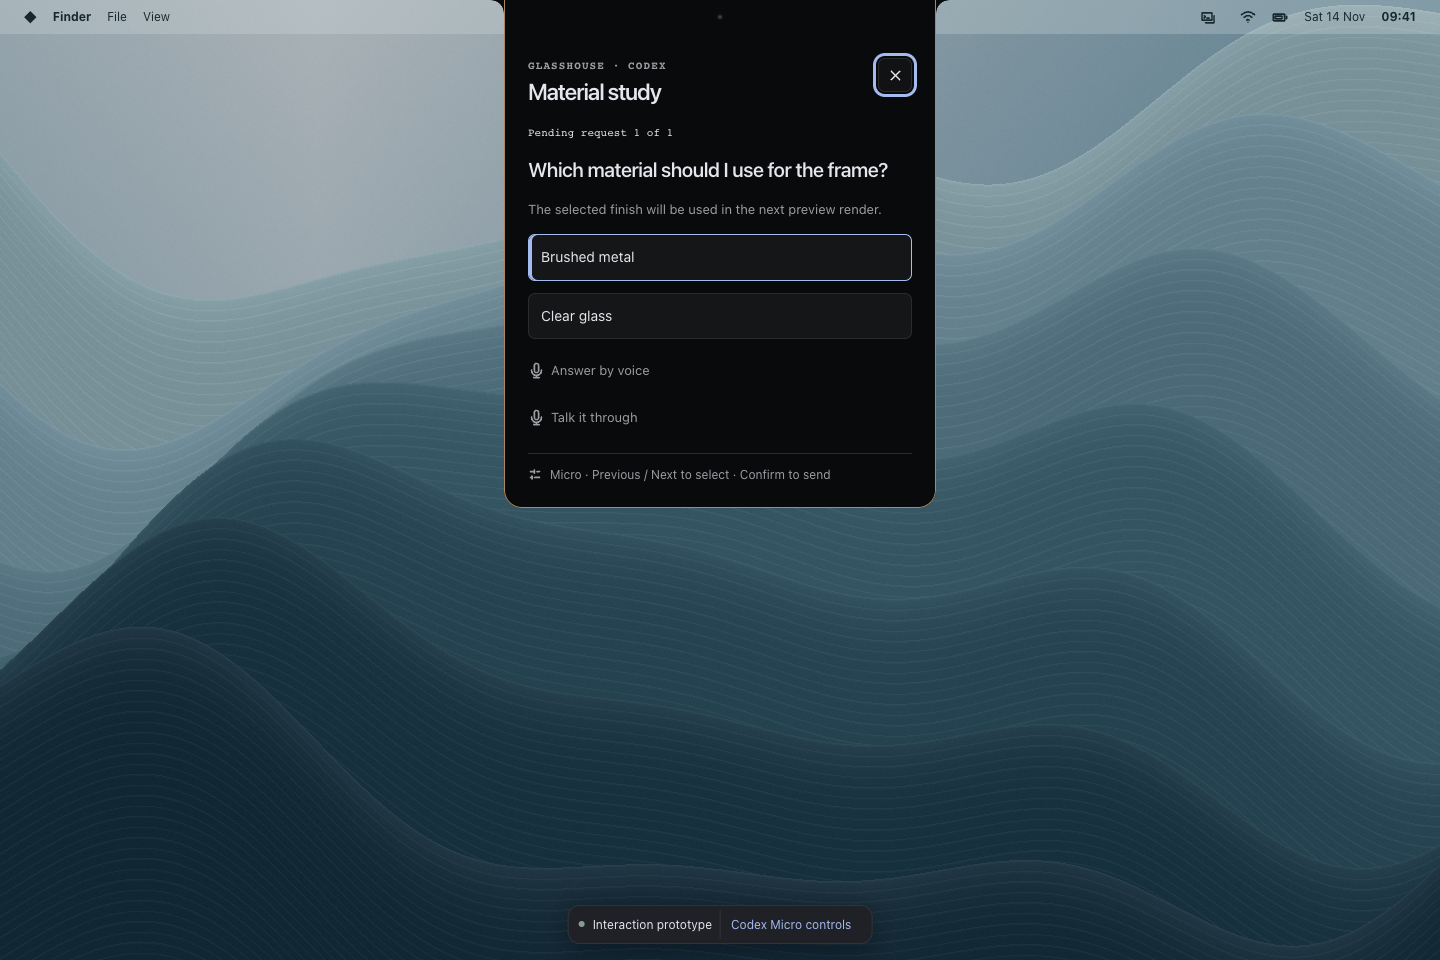 Finder File View
Sat 14 Nov 09:41
GLASSHOUSE · CODEX
Material study
Pending request 1 of 1
Which material should I use for the frame?
The selected finish will be used in the next preview render.
Brushed metal
Clear glass
Answer by voice
Talk it through
Micro · Previous / Next to select · Confirm to send
Interaction prototype
Codex Micro controls